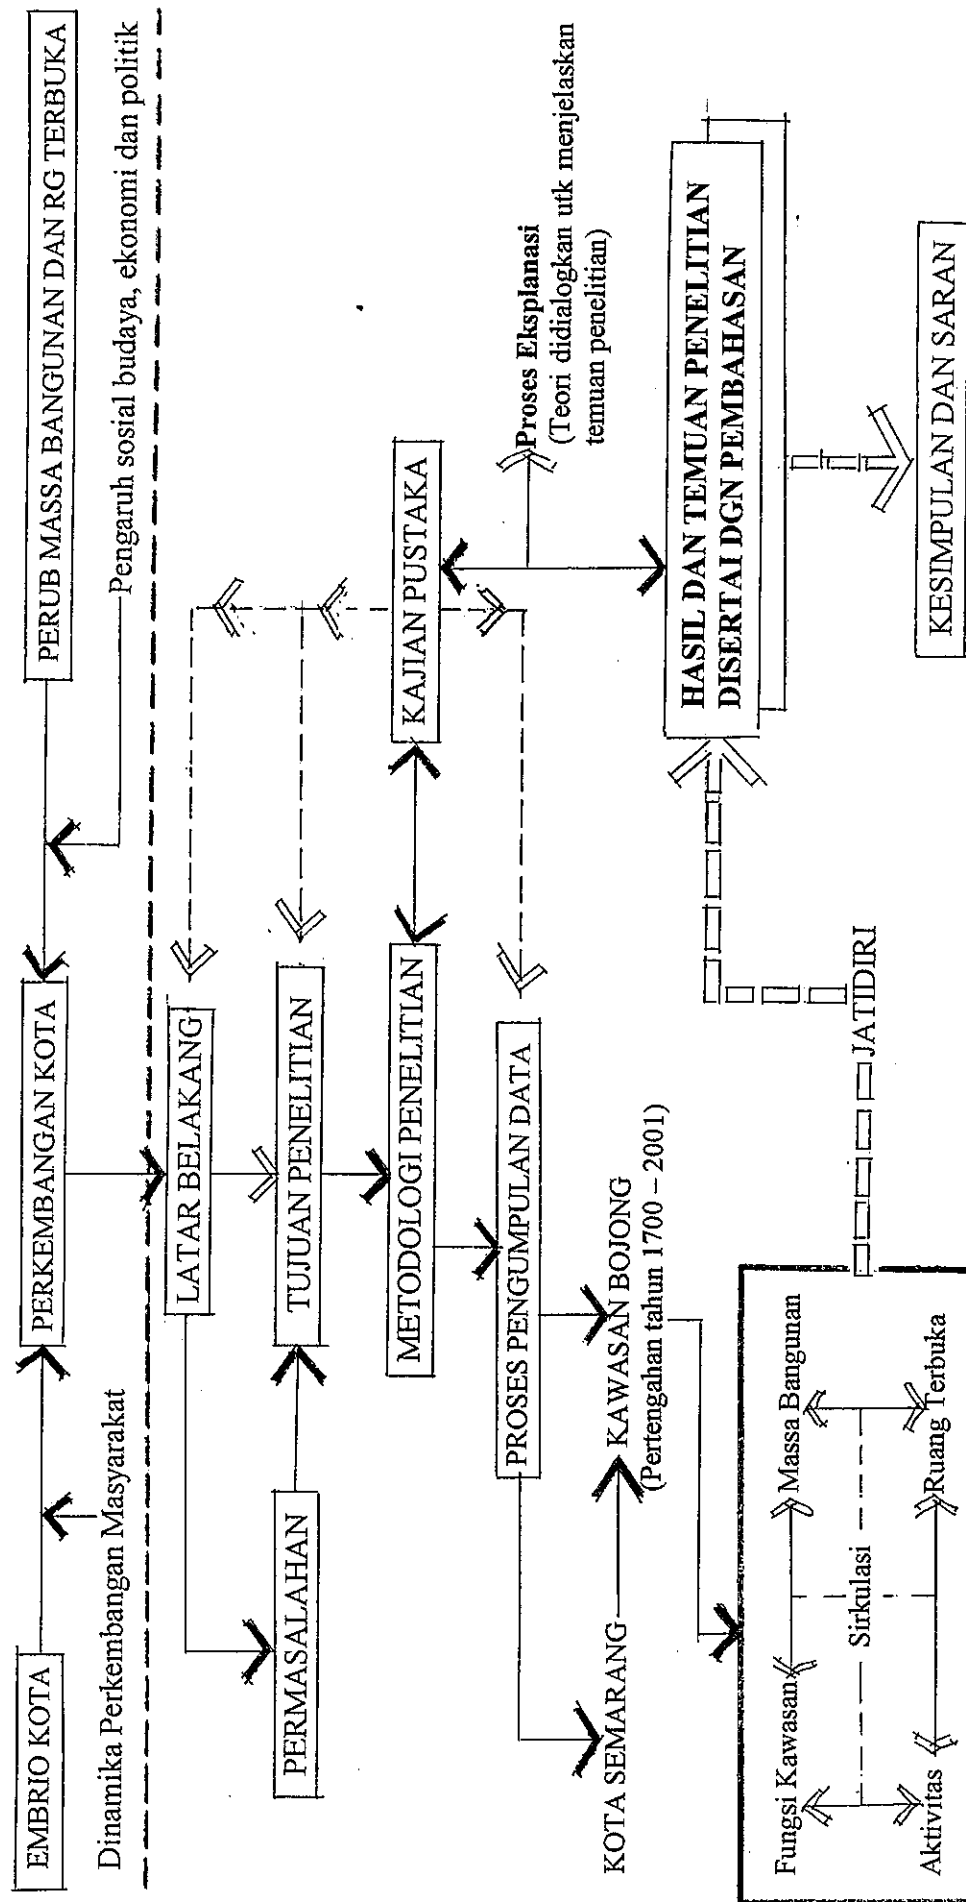 EMBRIO KOTA
PERKEMBANGAN KOTA
PERUB MASSA BANGUNAN DAN RG TERBUKA
Dinamika Perkembangan Masyarakat
Pengaruh sosial budaya, ekonomi dan politik
LATAR BELAKANG
PERMASALAHAN
TUJUAN PENELITIAN
METODOLOGI PENELITIAN
KAJIAN PUSTAKA
PROSES PENGUMPULAN DATA
Proses Eksplanasi
(Teori didialogkan utk menjelaskan
temuan penelitian)
KOTA SEMARANG
KAWASAN BOJONG
(Pertengahan tahun 1700 – 2001)
HASIL DAN TEMUAN PENELITIAN
DISERTAI DGN PEMBAHASAN
Fungsi Kawasan
Massa Bangunan
Sirkulasi
JATIDIRI
Aktivitas
Ruang Terbuka
KESIMPULAN DAN SARAN